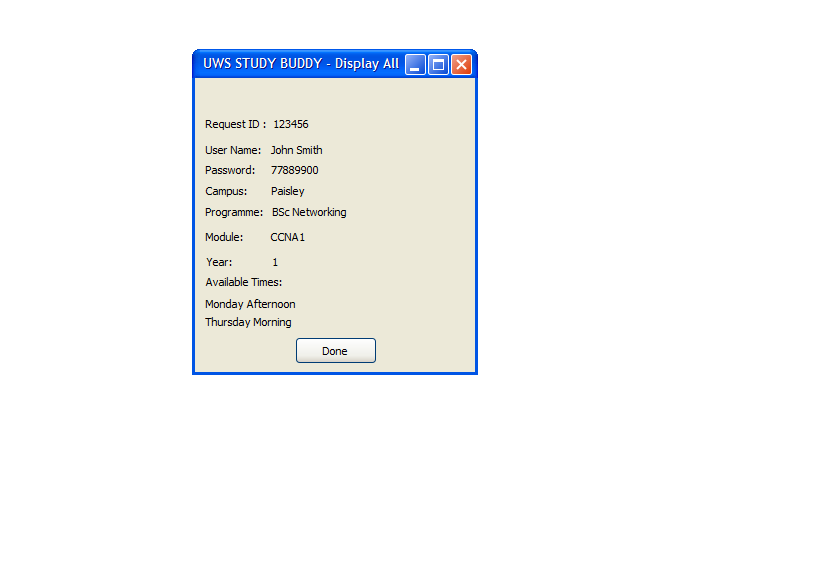 UWS STUDY BUDDY - Display All
Request ID : 123456
User Name: John Smith
Password: 77889900
Campus: Paisley
Programme: BSc Networking
Module: CCNA1
Year: 1
Available Times:
Monday Afternoon
Thursday Morning
Done